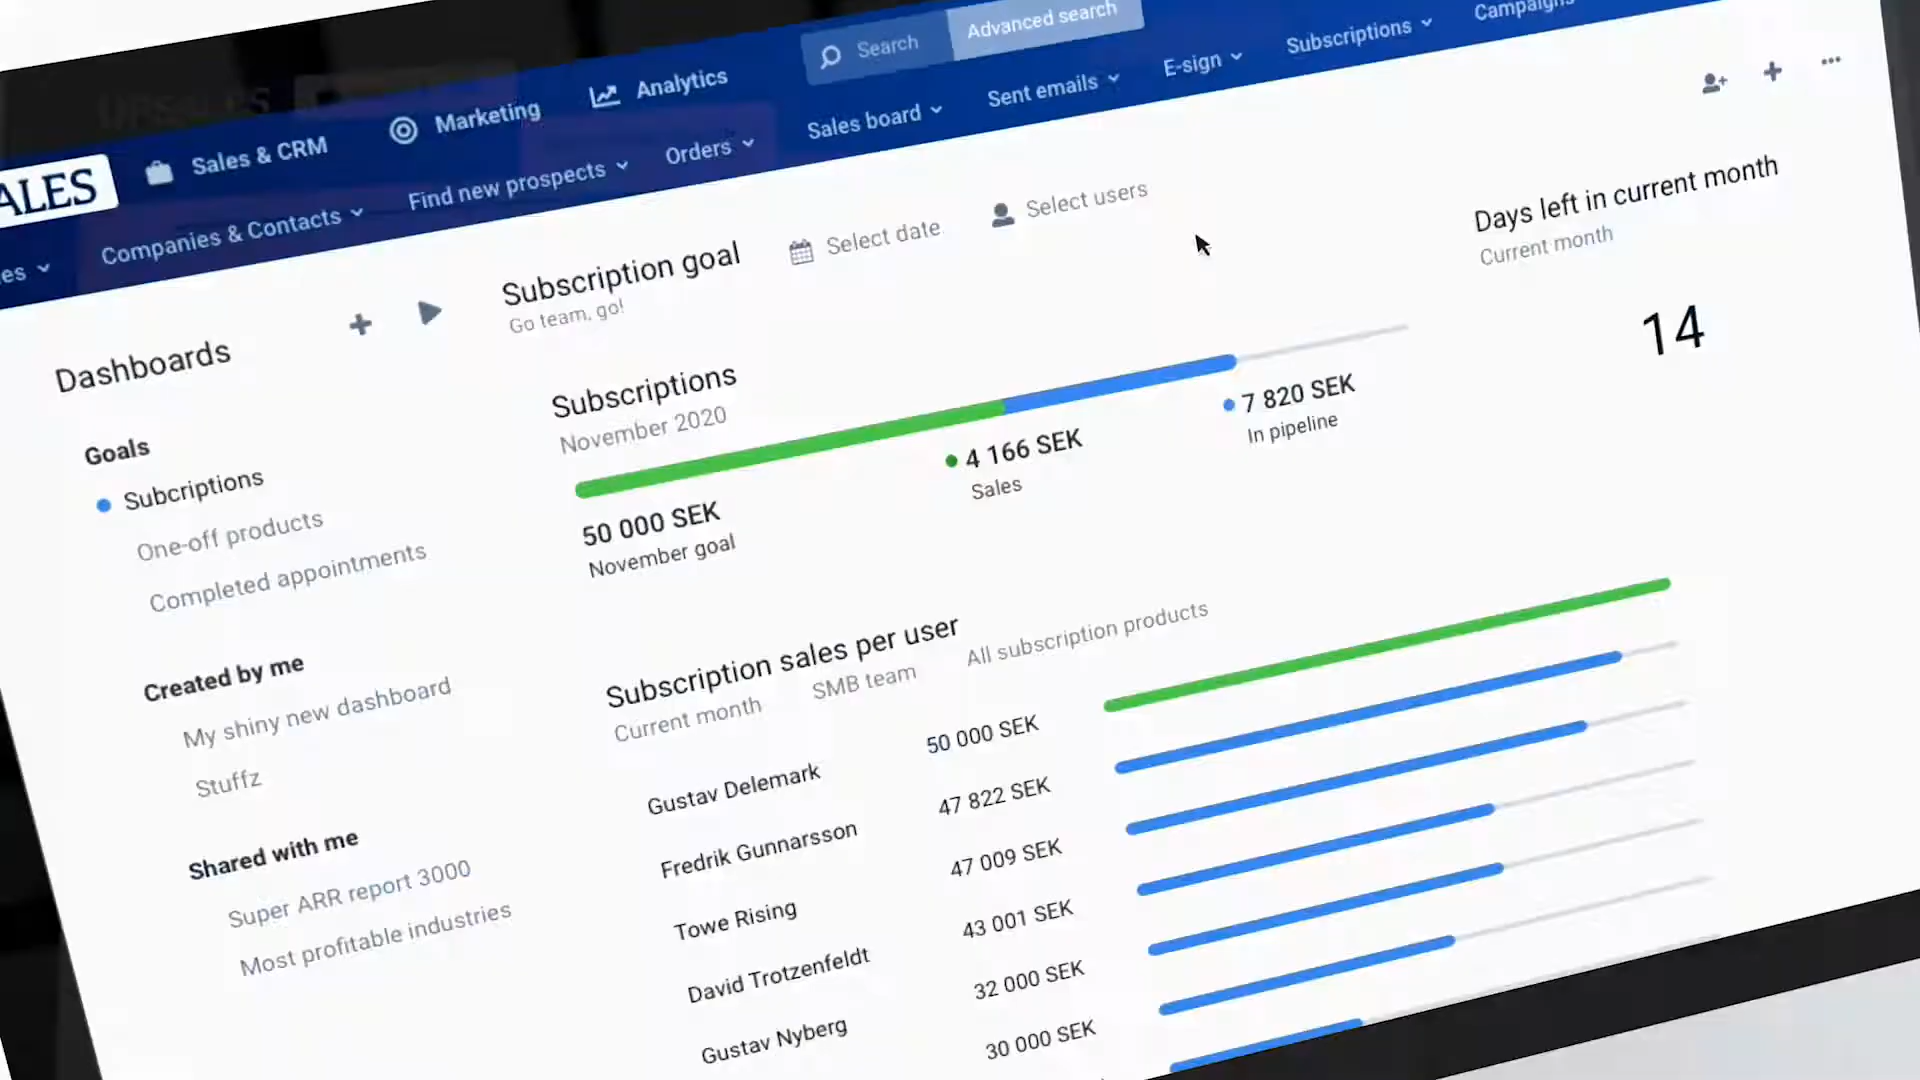 Advanced search
Search
Campaigns
Analytics
Subscriptions
Marketing
E-sign
Sales & CRM
Sent emails
ALES
Sales board
Orders
Find new prospects
Companies & Contacts
es
Select users
Select date
Days left in current month
Current month
14
Subscription goal
Go team, go!
Dashboards
Subscriptions
November 2020
7 820 SEK
In pipeline
4 166 SEK
Sales
50 000 SEK
November goal
Goals
Subcriptions
One-off products
Completed appointments
Created by me
My shiny new dashboard
Stuffz
Shared with me
Super ARR report 3000
Most profitable industries
Subscription sales per user
Current month
SMB team
All subscription products
Gustav Delemark 50 000 SEK
Fredrik Gunnarsson 47 822 SEK
Towe Rising 47 009 SEK
David Trotzenfeldt 43 001 SEK
Gustav Nyberg 32 000 SEK
30 000 SEK